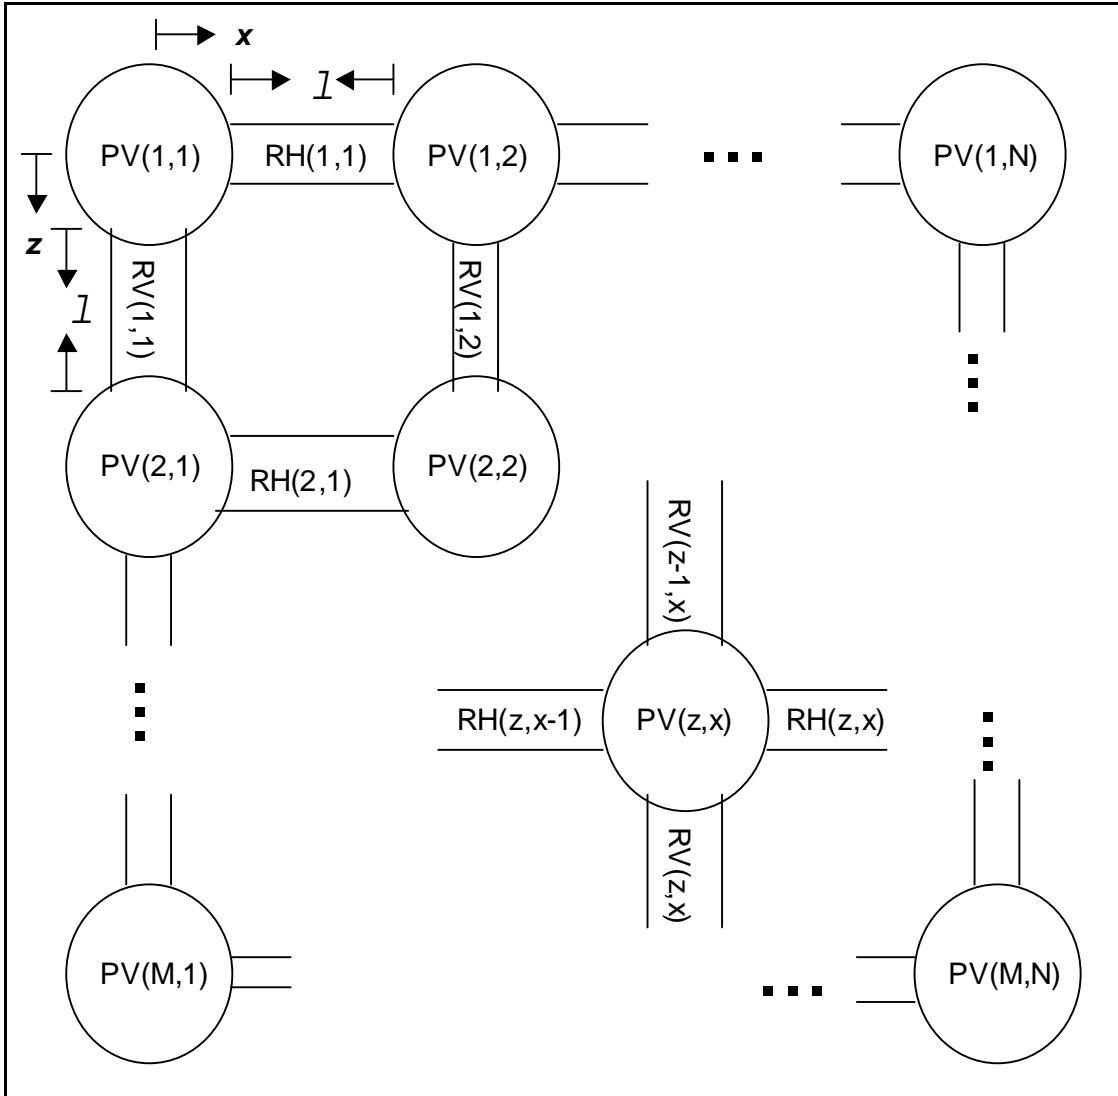 x
l
PV(1,1) RH(1,1) PV(1,2) ... PV(1,N)
z
l
RV(1,1)
RV(1,2)
PV(2,1) RH(2,1) PV(2,2)
RV(z-1,x)
RH(z,x-1) PV(z,x) RH(z,x)
RV(z,x)
PV(M,1) ... PV(M,N)